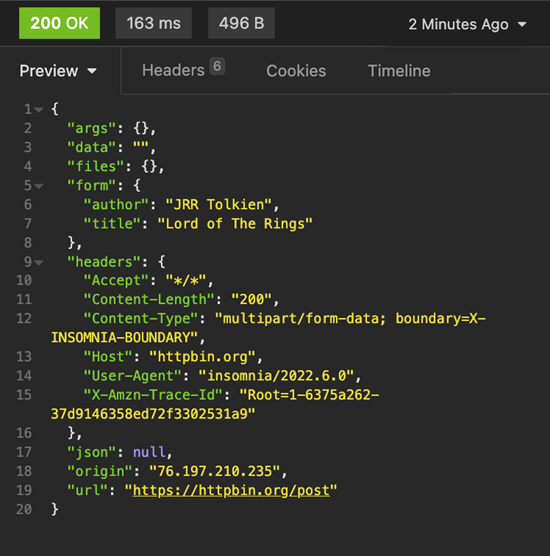 200 OK 163 ms 496 B 2 Minutes Ago
Preview Headers 6 Cookies Timeline
1 {
2 "args": {},
3 "data": "",
4 "files": {},
5 "form": {
6 "author": "JRR Tolkien",
7 "title": "Lord of The Rings"
8 },
9 "headers": {
10 "Accept": "*/*",
11 "Content-Length": "200",
12 "Content-Type": "multipart/form-data; boundary=X-
INSOMNIA-BOUNDARY",
13 "Host": "httpbin.org",
14 "User-Agent": "insomnia/2022.6.0",
15 "X-Amzn-Trace-Id": "Root=1-6375a262-
37d9146358ed72f3302531a9"
16 },
17 "json": null,
18 "origin": "76.197.210.235",
19 "url": "https://httpbin.org/post"
20 }